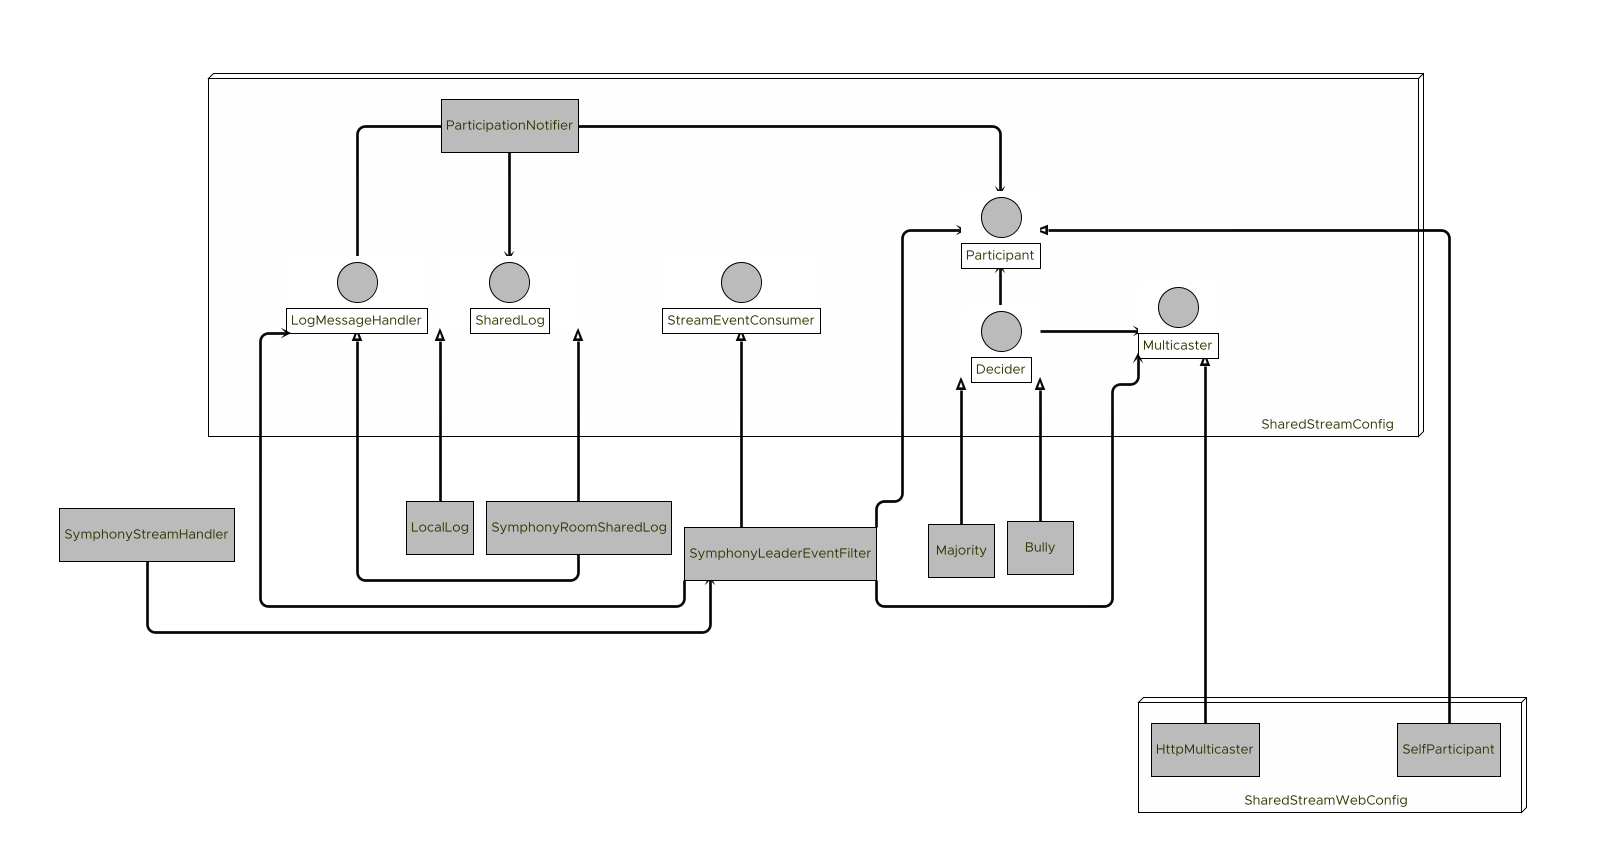 ParticipationNotifier
Participant
LogMessageHandler
SharedLog
StreamEventConsumer
Multicaster
Decider
SharedStreamConfig
SymphonyStreamHandler
LocalLog
SymphonyRoomSharedLog
SymphonyLeaderEventFilter
Majority
Bully
HttpMulticaster
SelfParticipant
SharedStreamWebConfig